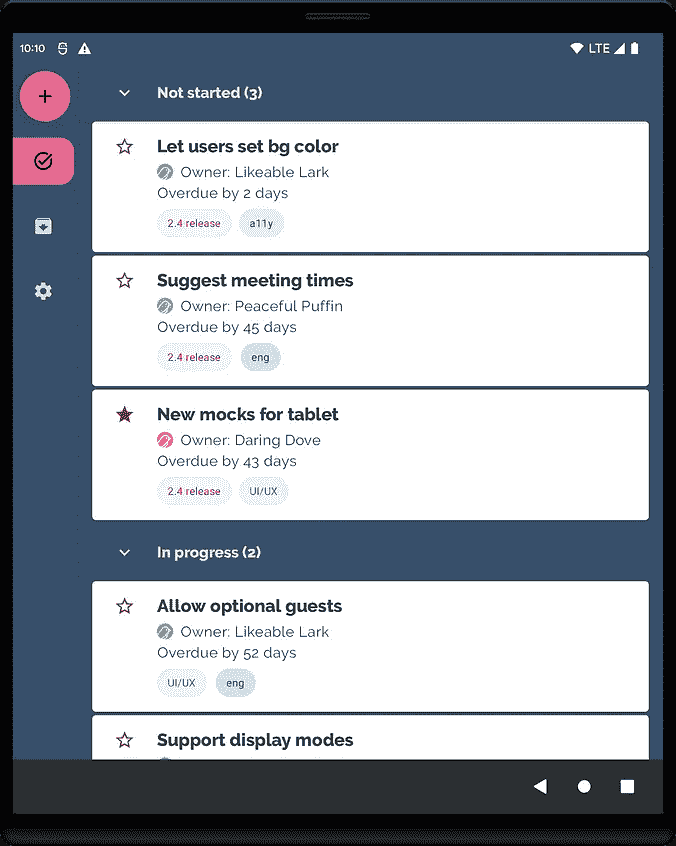 10:10
LTE
Not started (3)
Let users set bg color
Owner: Likeable Lark
Overdue by 2 days
2.4 release a11y
Suggest meeting times
Owner: Peaceful Puffin
Overdue by 45 days
2.4 release eng
New mocks for tablet
Owner: Daring Dove
Overdue by 43 days
2.4 release UI/UX
In progress (2)
Allow optional guests
Owner: Likeable Lark
Overdue by 52 days
UI/UX eng
Support display modes